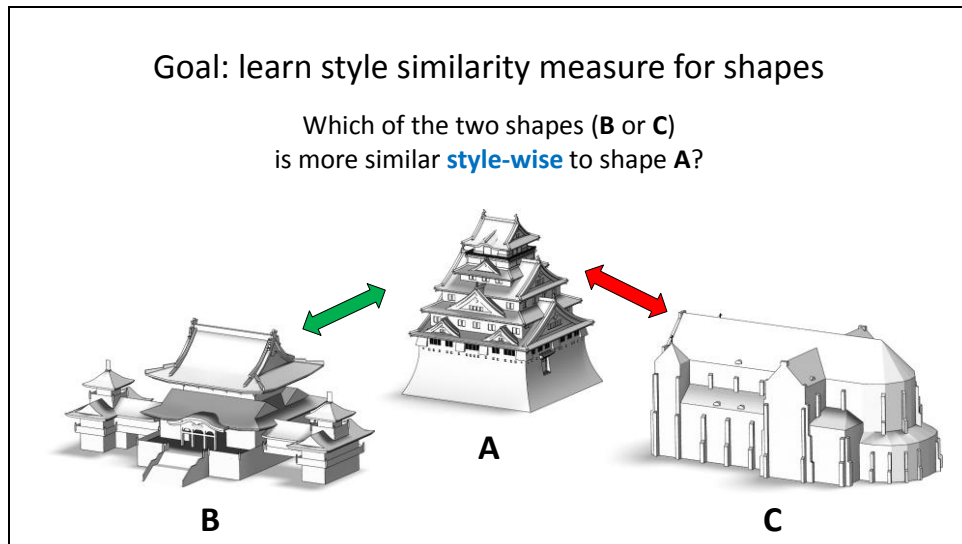 Goal: learn style similarity measure for shapes
Which of the two shapes (B or C)
is more similar style-wise to shape A?
A
B
C